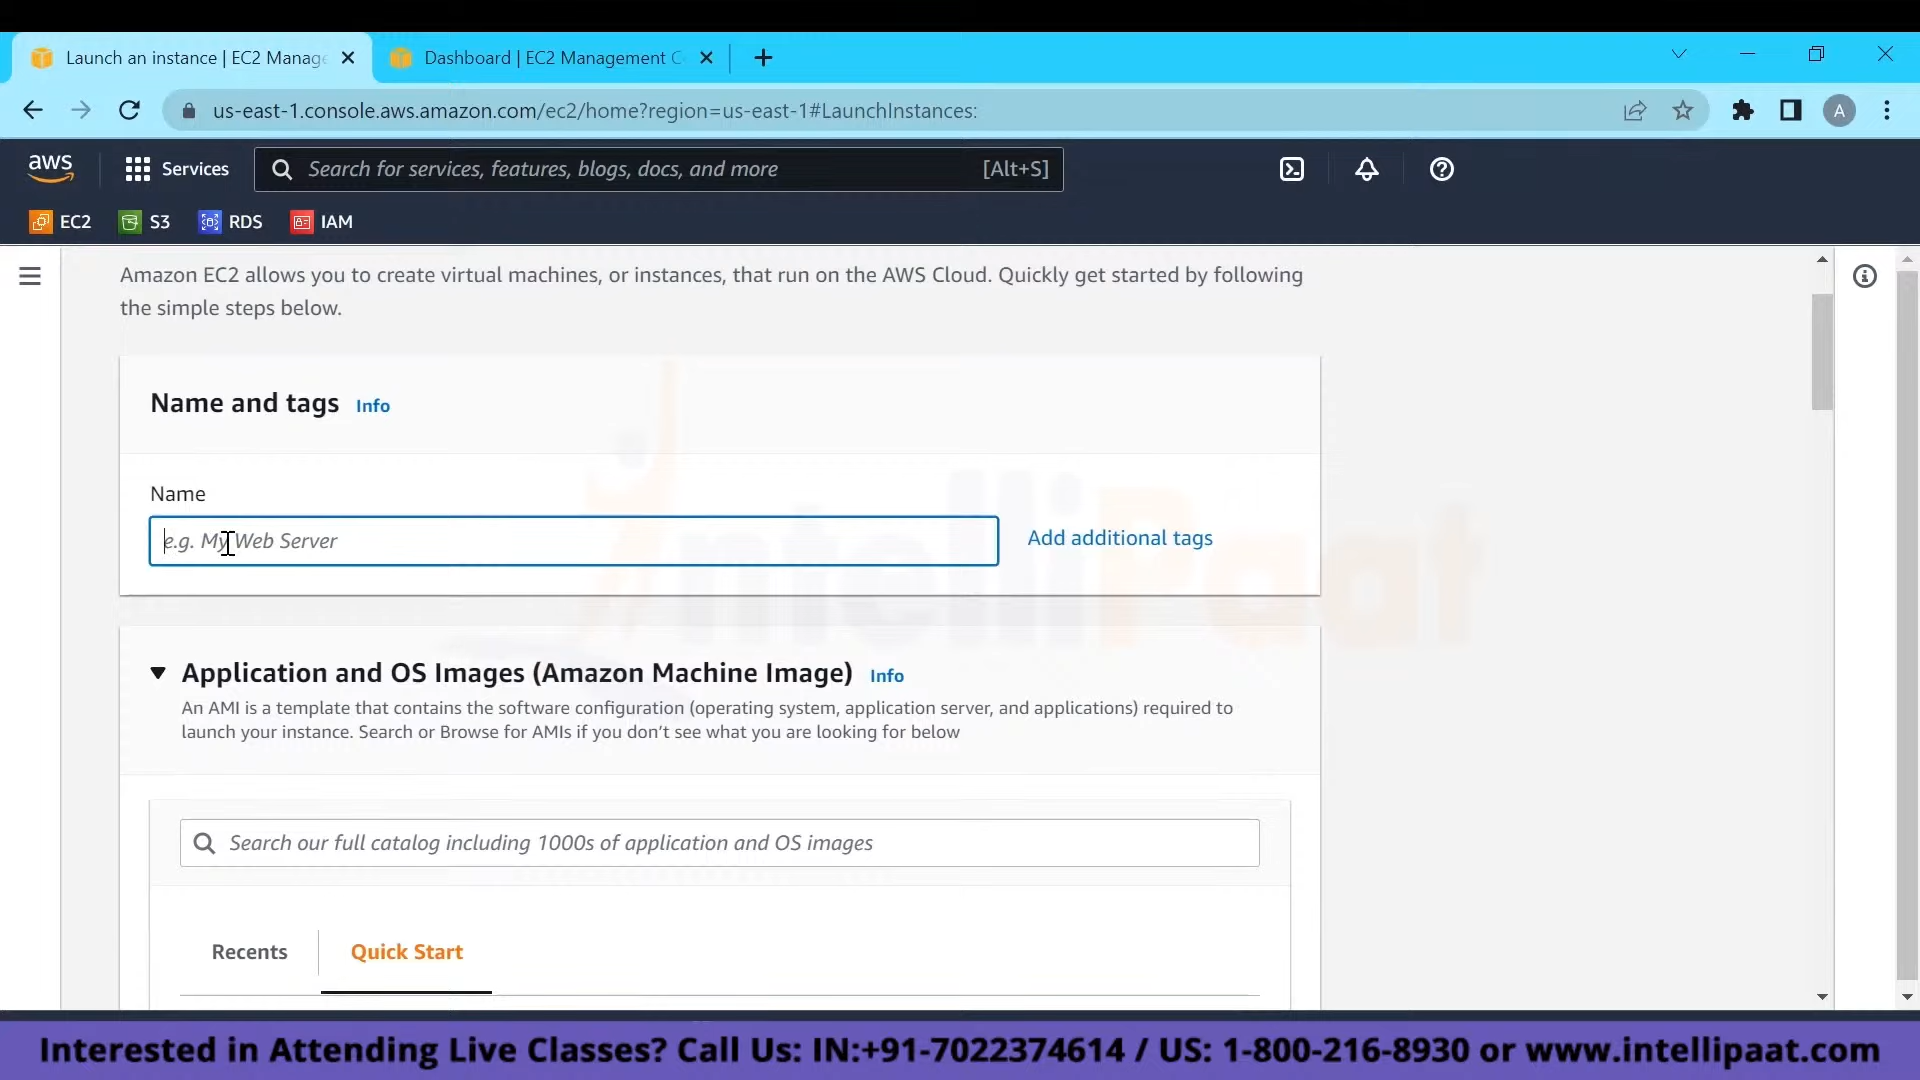 Launch an instance | EC2 Manag
Dashboard | EC2 Management C
us-east-1.console.aws.amazon.com/ec2/home?region=us-east-1#LaunchInstances:
A
aws
Services
Search for services, features, blogs, docs, and more
[Alt+S]
EC2
S3
RDS
IAM
Amazon EC2 allows you to create virtual machines, or instances, that run on the AWS Cloud. Quickly get started by following
the simple steps below.
Name and tags
Info
Name
e.g. My Web Server
Add additional tags
IntelliPaat
Application and OS Images (Amazon Machine Image)
Info
An AMI is a template that contains the software configuration (operating system, application server, and applications) required to
launch your instance. Search or Browse for AMIs if you don’t see what you are looking for below
Search our full catalog including 1000s of application and OS images
Recents
Quick Start
Interested in Attending Live Classes? Call Us: IN:+91-7022374614 / US: 1-800-216-8930 or www.intellipaat.com